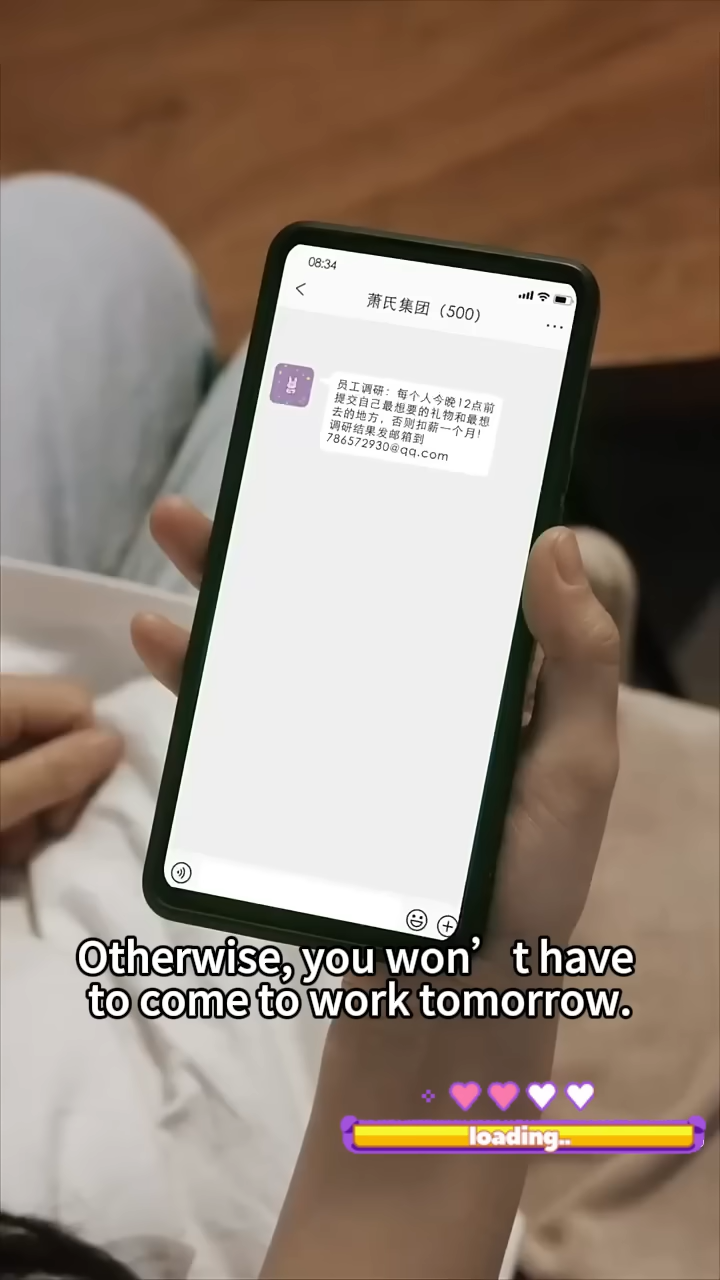 08:34
萧氏集团（500）
员工调研：每个人今晚12点前
提交自己最想要的礼物和最想
去的地方，否则扣薪一个月！
调研结果发邮箱到
786572930@qq.com
Otherwise, you won’t have
to come to work tomorrow.
loading..